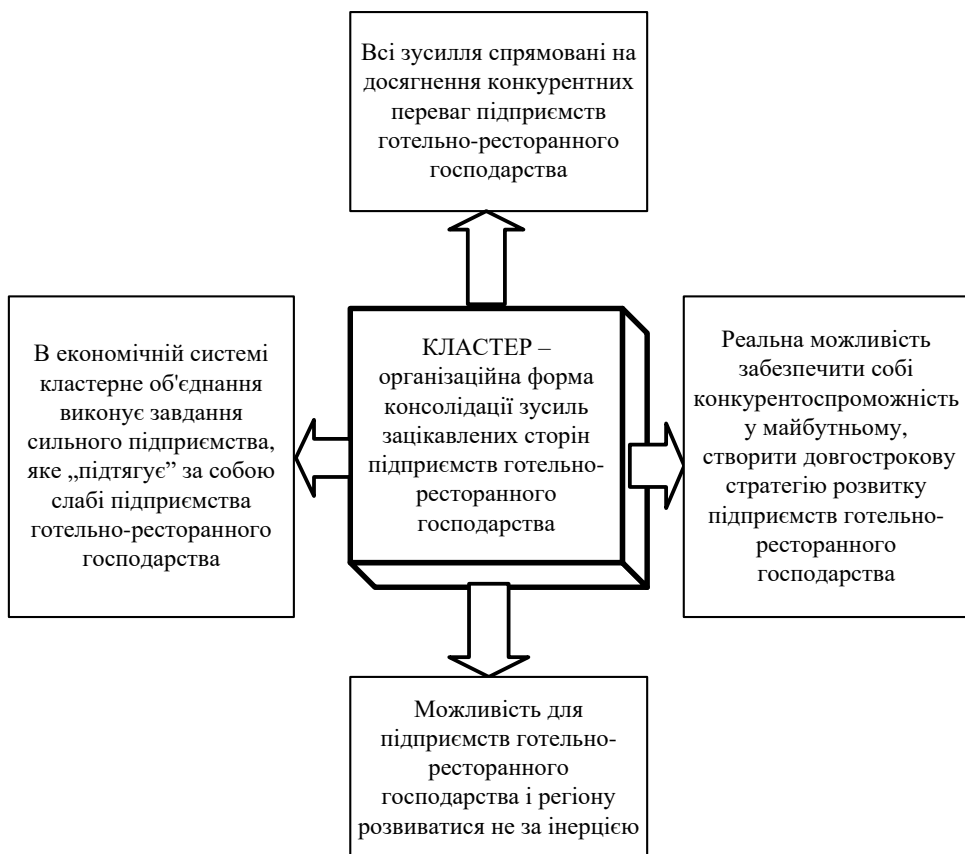 Всі зусилля спрямовані на
досягнення конкурентних
переваг підприємств
готельно-ресторанного
господарства
В економічній системі
кластерне об'єднання
виконує завдання
сильного підприємства,
яке „підтягує” за собою
слабі підприємства
готельно-ресторанного
господарства
КЛАСТЕР –
організаційна форма
консолідації зусиль
зацікавлених сторін
підприємств готельно-
ресторанного
господарства
Реальна можливість
забезпечити собі
конкурентоспроможність
у майбутньому,
створити довгострокову
стратегію розвитку
підприємств готельно-
ресторанного
господарства
Можливість для
підприємств готельно-
ресторанного
господарства і регіону
розвиватися не за інерцією